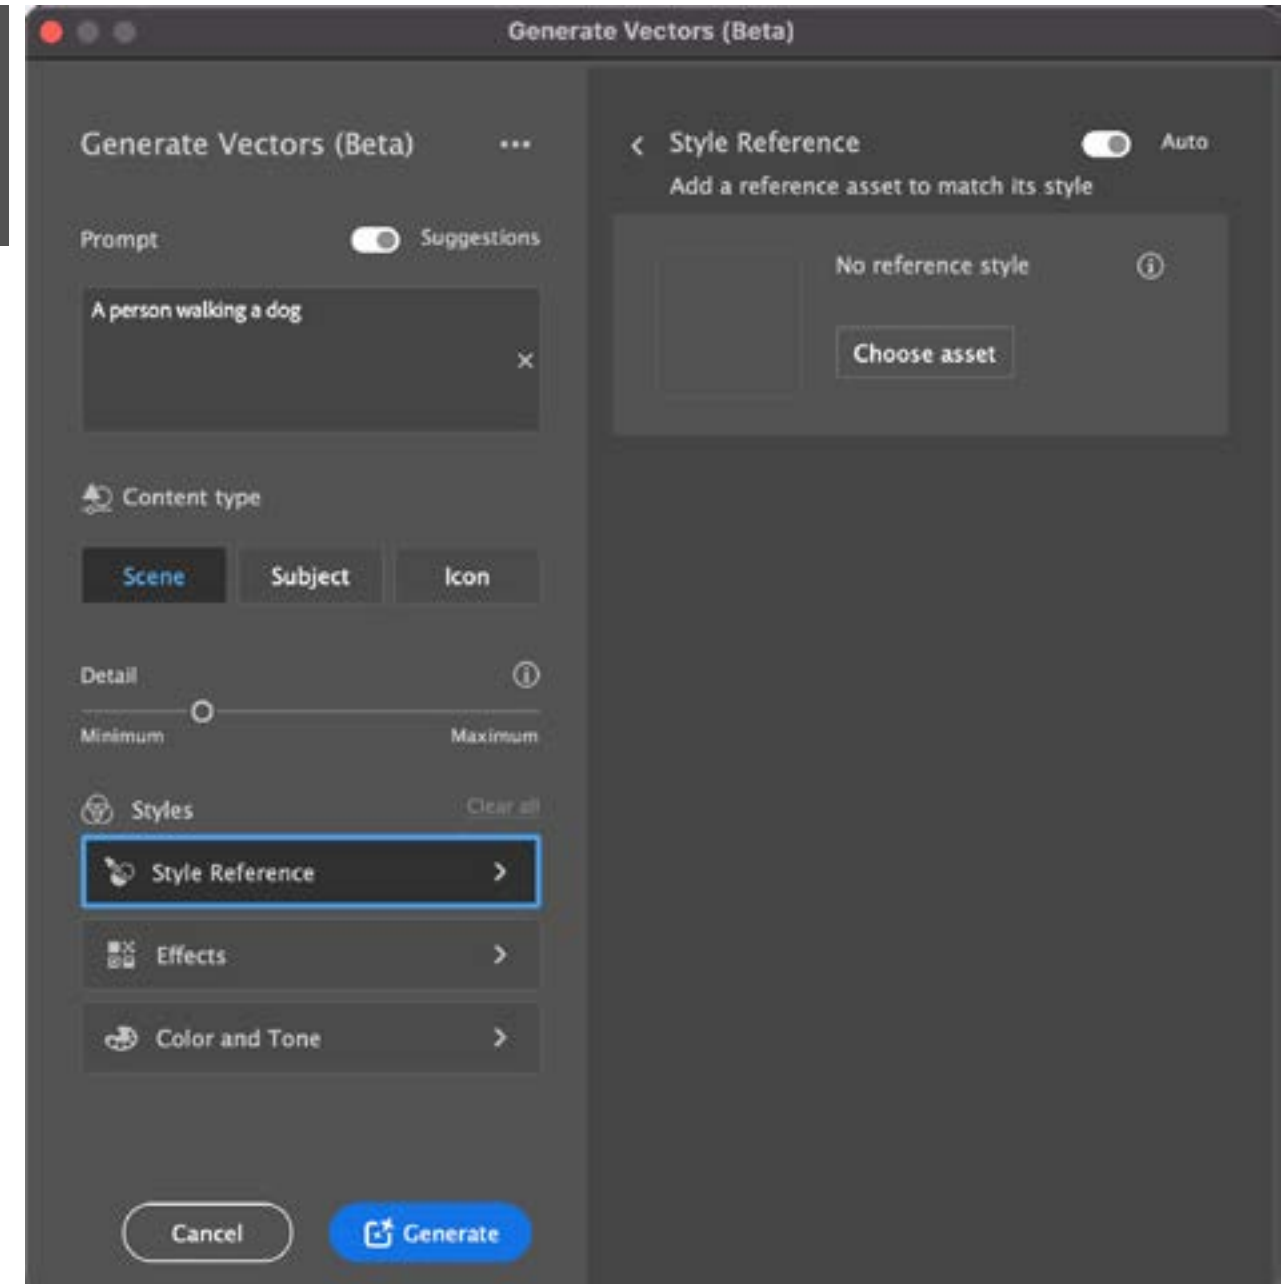 Generate Vectors (Beta)
Generate Vectors (Beta)
Prompt
Suggestions
A person walking a dog
Content type
Scene
Subject
Icon
Detail
Minimum
Maximum
Styles
Clear all
Style Reference
Effects
Color and Tone
Cancel
Generate
Style Reference
Auto
Add a reference asset to match its style
No reference style
Choose asset